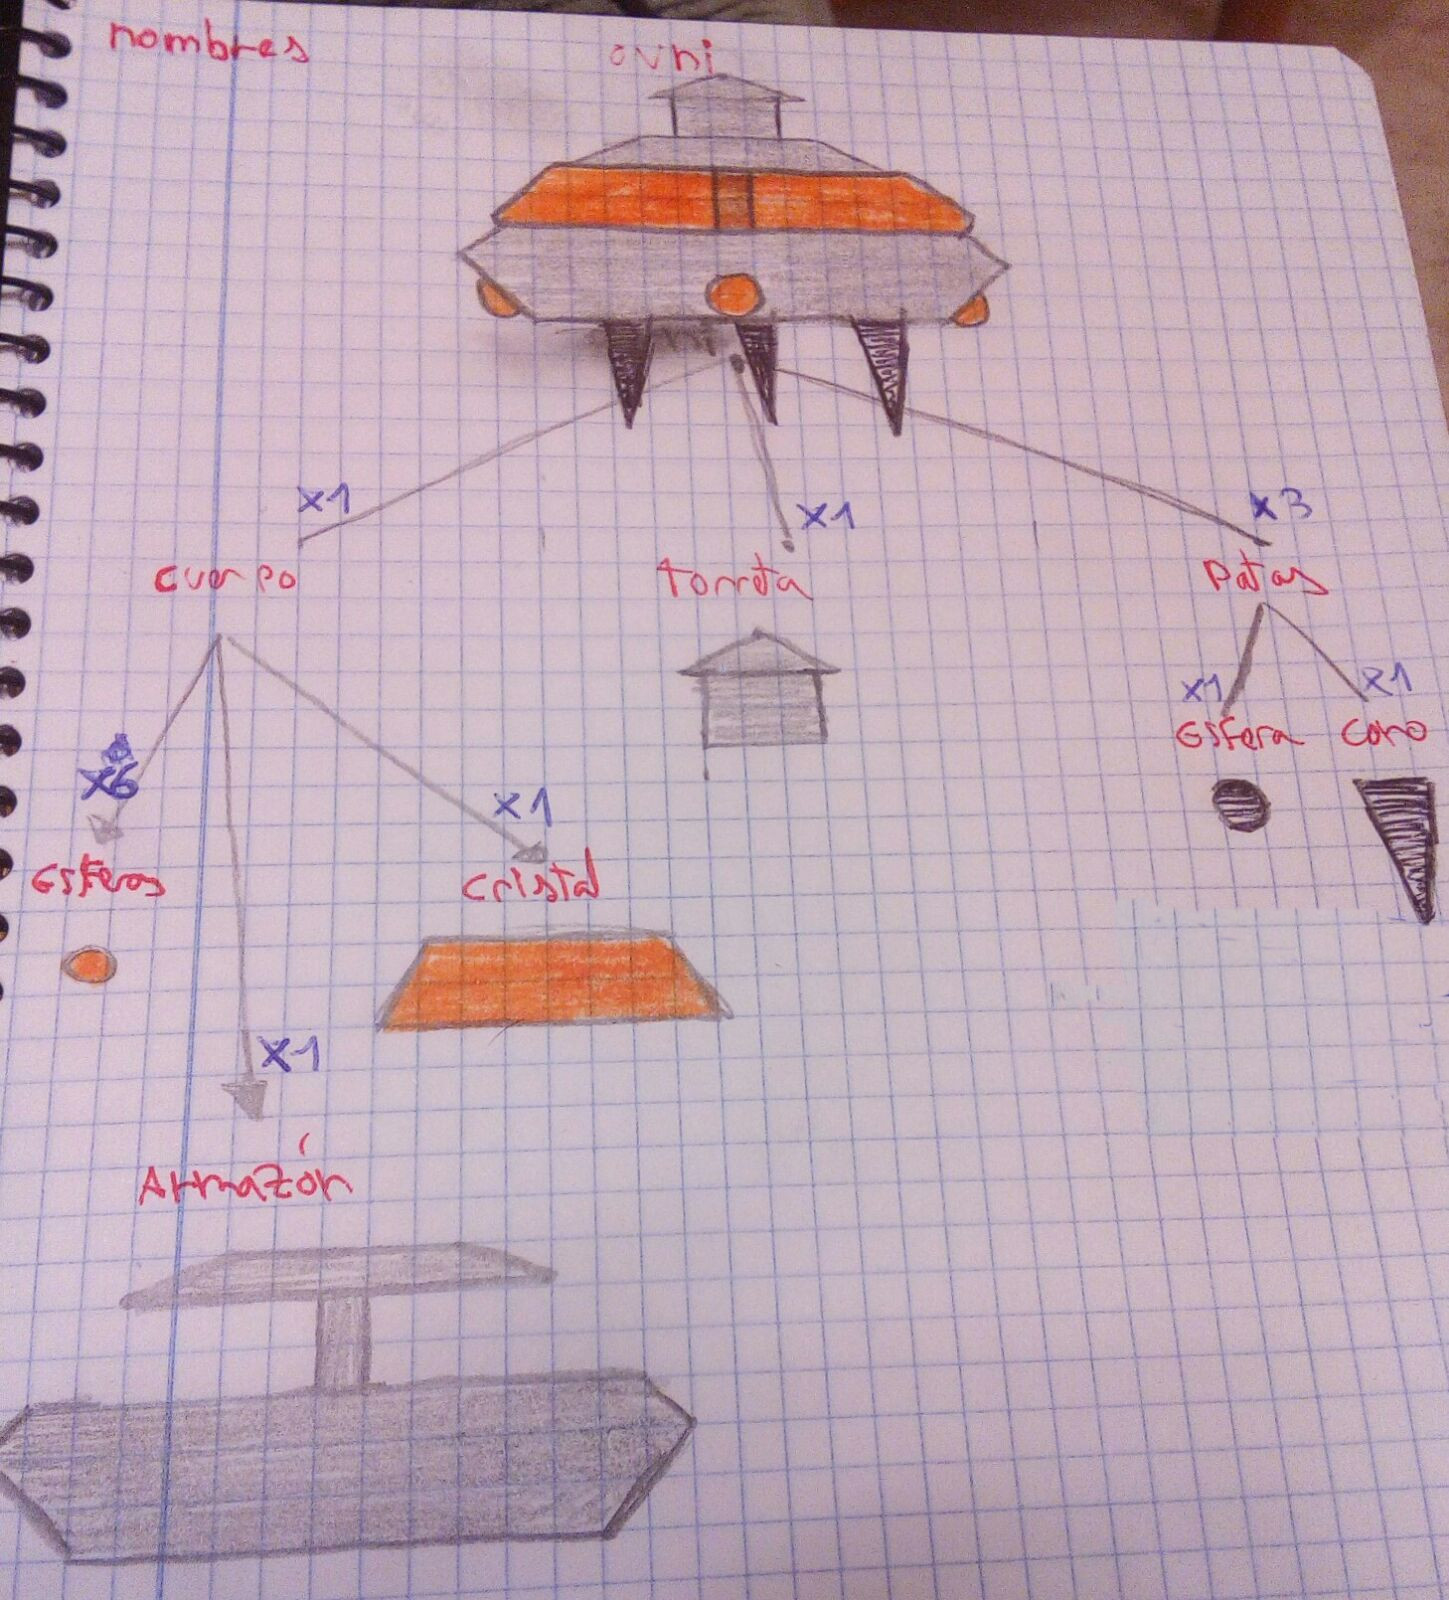 nombres
ovni
x1
x1
x3
cuerpo
torreta
Patas
x1
x1
Esfera
Cono
x6
x1
Esferas
Cristal
x1
Armazón